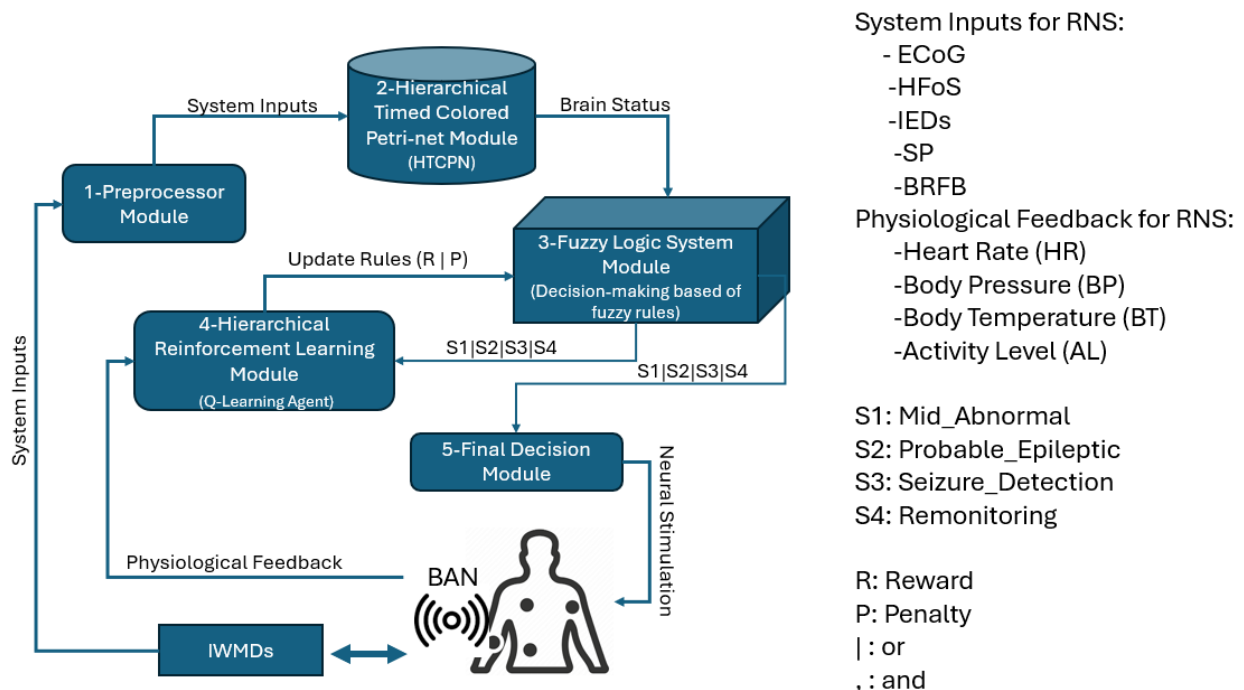 System Inputs
2-Hierarchical
Timed Colored
Petri-net Module
(HTCPN)
Brain Status
1-Preprocessor
Module
3-Fuzzy Logic System
Module
(Decision-making based of
fuzzy rules)
Update Rules (R | P)
4-Hierarchical
Reinforcement Learning
Module
(Q-Learning Agent)
S1|S2|S3|S4
S1|S2|S3|S4
5-Final Decision
Module
Neural Stimulation
System Inputs
Physiological Feedback
BAN
IWMDs
System Inputs for RNS:
- ECoG
-HFoS
-IEDs
-SP
-BRFB
Physiological Feedback for RNS:
-Heart Rate (HR)
-Body Pressure (BP)
-Body Temperature (BT)
-Activity Level (AL)
S1: Mid_Abnormal
S2: Probable_Epileptic
S3: Seizure_Detection
S4: Remonitoring
R: Reward
P: Penalty
| : or
, : and